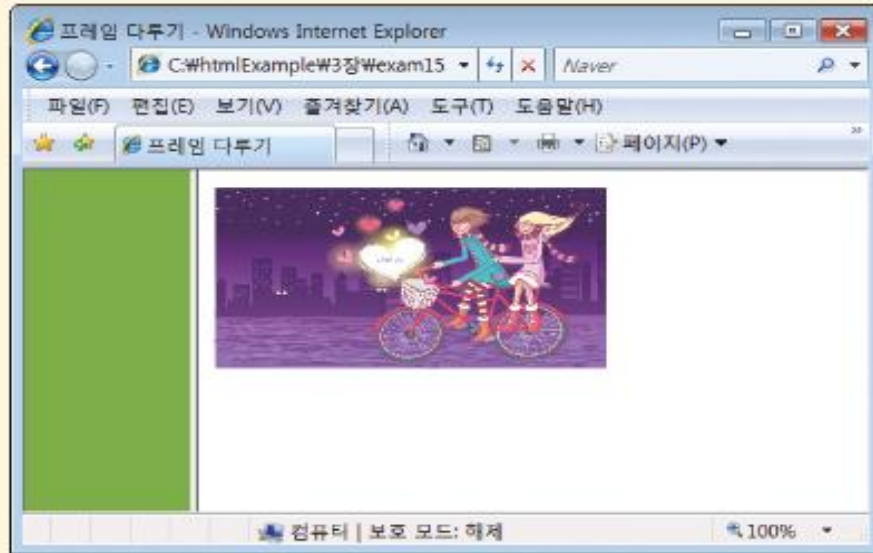 프레임 다루기 - Windows Internet Explorer
C:₩htmlExample₩3장₩exam15 Naver
파일(F) 편집(E) 보기(V) 즐겨찾기(A) 도구(T) 도움말(H)
프레임 다루기 페이지(P)
컴퓨터 | 보호 모드: 해제 100%